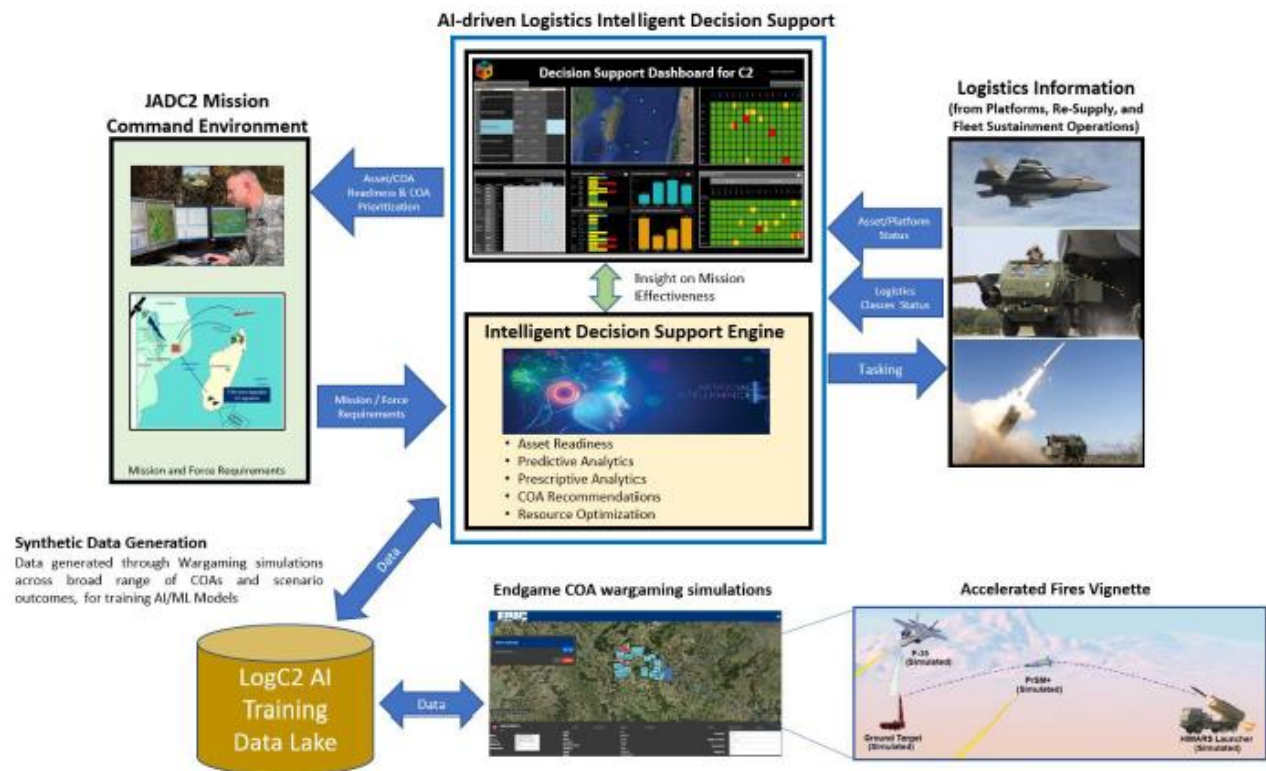 AI-driven Logistics Intelligent Decision Support
Decision Support Dashboard for C2
JADC2 Mission
Command Environment
Logistics Information
(from Platforms, Re-Supply, and
Fleet Sustainment Operations)
Asset/COA
Readiness & COA
Prioritization
Asset/Platform
Status
Logistics
Classes Status
Insight on Mission
Effectiveness
Intelligent Decision Support Engine
ARTIFICIAL
INTELLIGENCE
Tasking
Mission / Force
Requirements
• Asset Readiness
• Predictive Analytics
• Prescriptive Analytics
• COA Recommendations
• Resource Optimization
Mission and Force Requirements
Synthetic Data Generation
Data generated through Wargaming simulations
across broad range of COAs and scenario
outcomes, for training AI/ML Models
Data
Endgame COA wargaming simulations
Accelerated Fires Vignette
LogC2 AI
Training
Data Lake
Data
EPIC
F-35
(Simulated)
PrSM+
(Simulated)
Ground Target
(Simulated)
HIMARS Launcher
(Simulated)